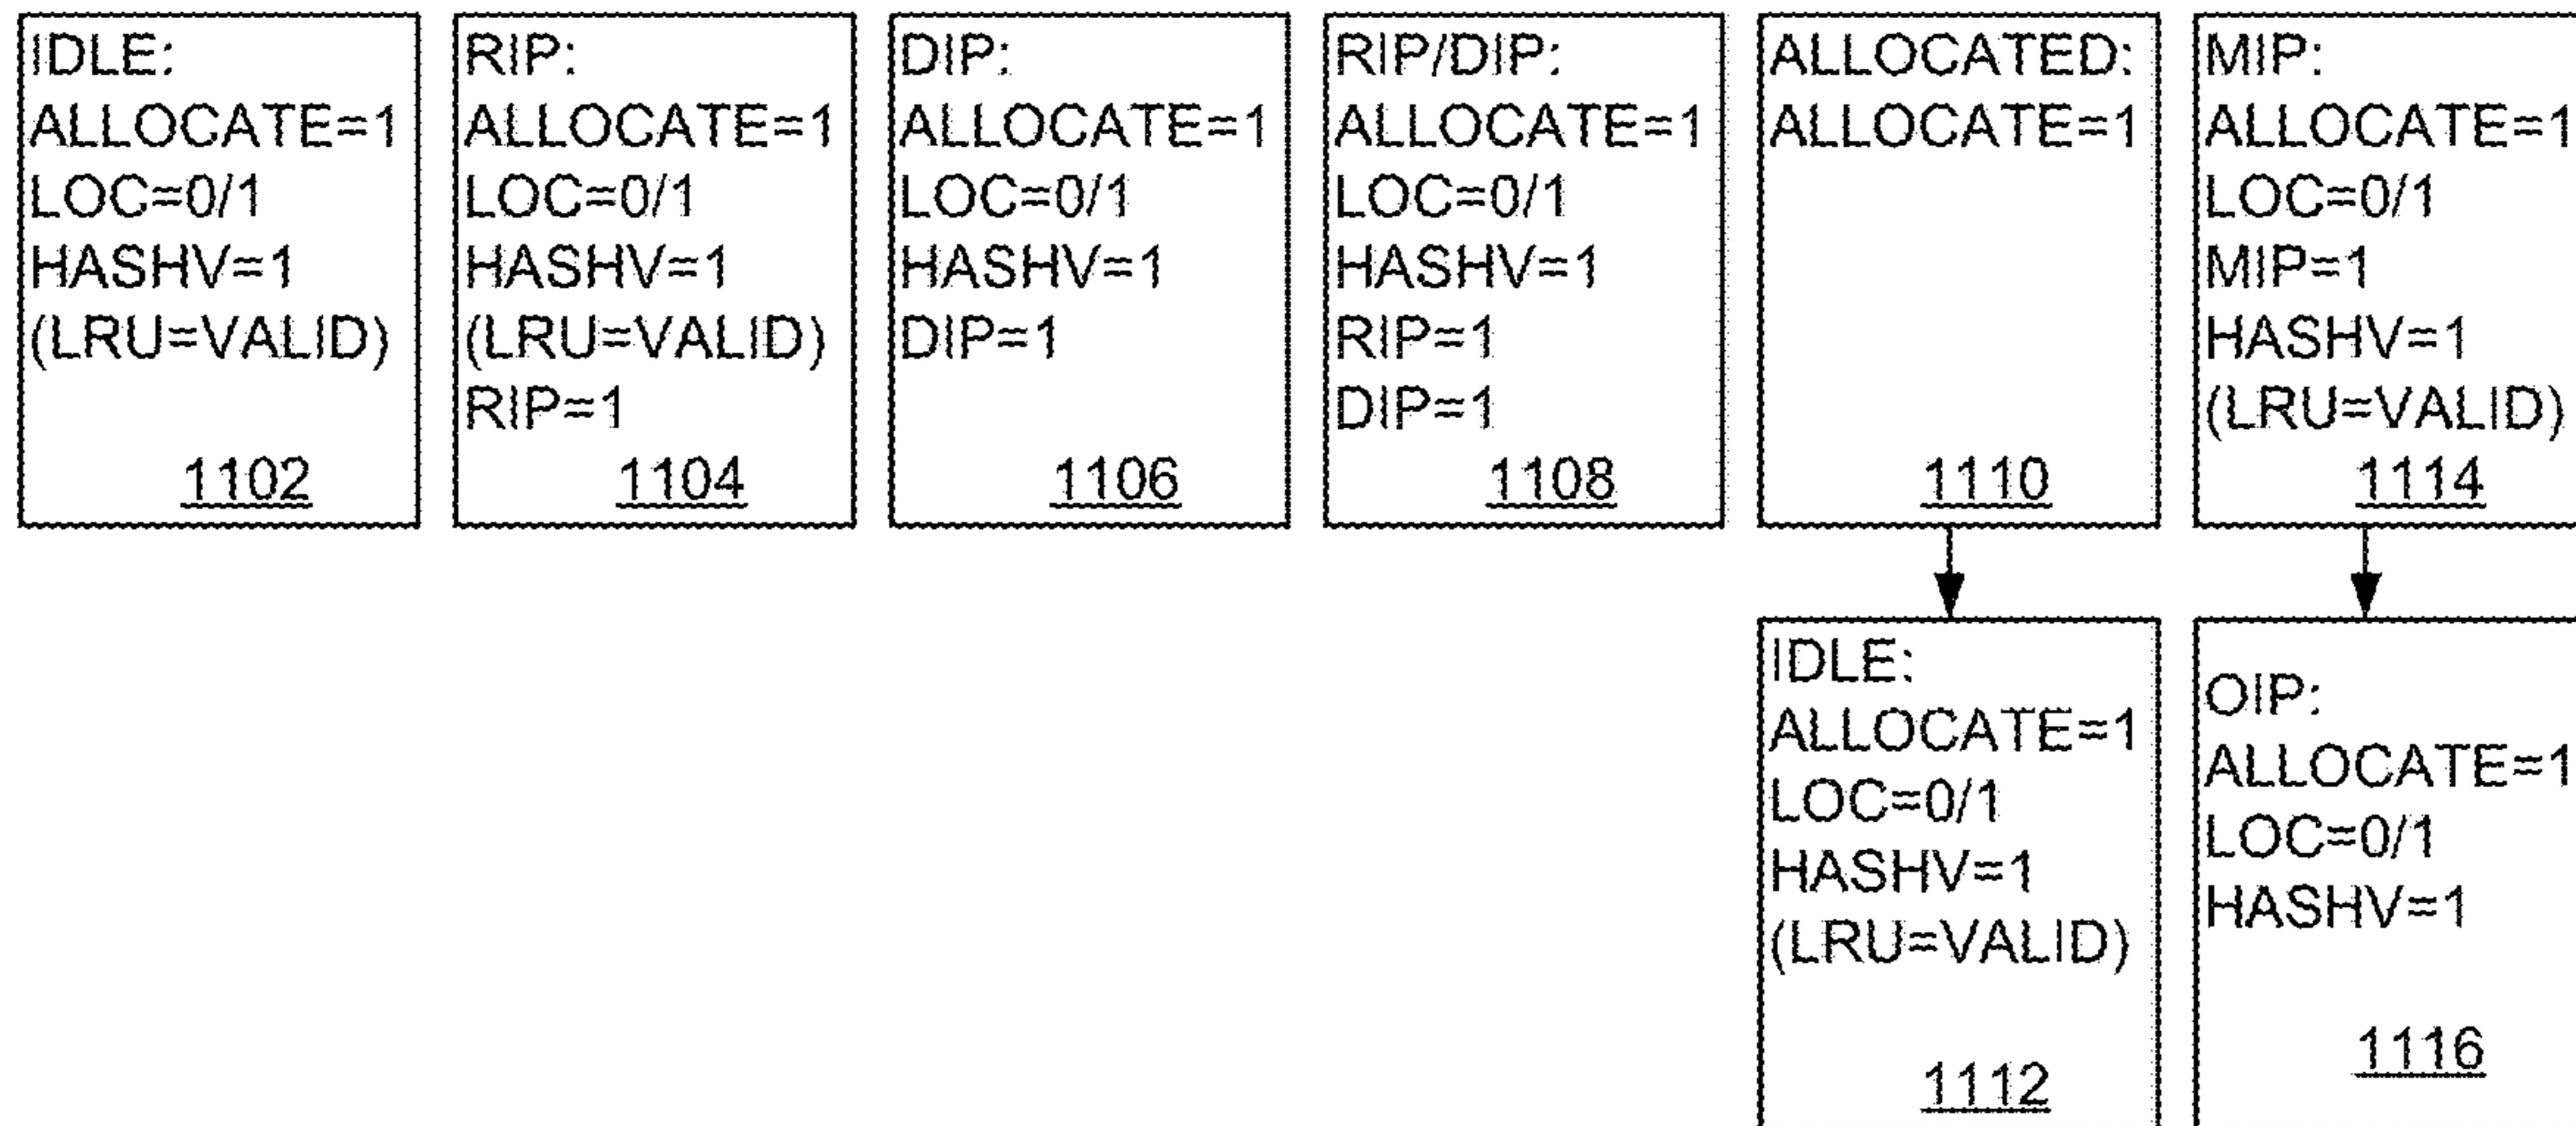 IDLE:
ALLOCATE=1
LOC=0/1
HASHV=1
(LRU=VALID)
1102
RIP:
ALLOCATE=1
LOC=0/1
HASHV=1
(LRU=VALID)
RIP=1
1104
DIP:
ALLOCATE=1
LOC=0/1
HASHV=1
DIP=1
1106
RIP/DIP:
ALLOCATE=1
LOC=0/1
HASHV=1
RIP=1
DIP=1
1108
ALLOCATED:
ALLOCATE=1
1110
MIP:
ALLOCATE=1
LOC=0/1
MIP=1
HASHV=1
(LRU=VALID)
1114
IDLE:
ALLOCATE=1
LOC=0/1
HASHV=1
(LRU=VALID)
1112
OIP:
ALLOCATE=1
LOC=0/1
HASHV=1
1116